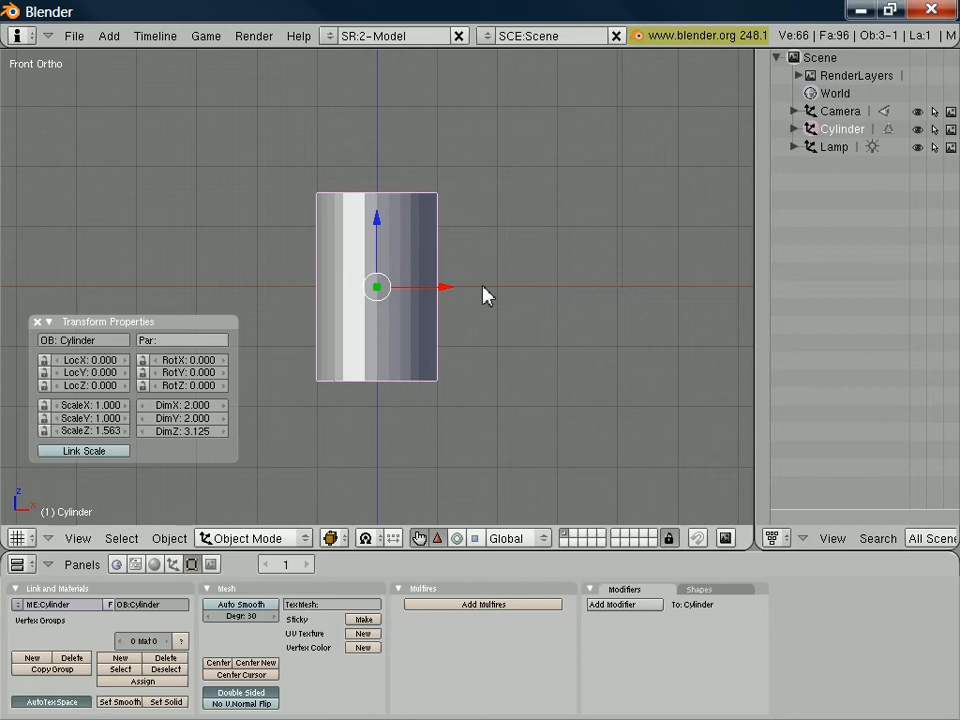 Blender
File Add Timeline Game Render Help SR:2-Model SCE:Scene www.blender.org 248.1 Ve:66 | Fa:96 | Ob:3-1 | La:1 | M
Front Ortho
Scene
RenderLayers
World
Camera
Cylinder
Lamp
Transform Properties
OB: Cylinder Par:
LocX: 0.000 RotX: 0.000
LocY: 0.000 RotY: 0.000
LocZ: 0.000 RotZ: 0.000
ScaleX: 1.000 DimX: 2.000
ScaleY: 1.000 DimY: 2.000
ScaleZ: 1.563 DimZ: 3.125
Link Scale
z
x
(1) Cylinder
View Select Object Object Mode Global View Search All Scene
Panels 1
Link and Materials Mesh Multires Modifiers Shapes
ME:Cylinder F OB:Cylinder Auto Smooth TexMesh: Add Multires Add Modifier To: Cylinder
Vertex Groups Degr: 30 Sticky Make
UV Texture New
0 Mat 0 ? Vertex Color New
New Delete New Delete Center Center New
Copy Group Select Deselect Center Cursor
Assign
Double Sided
AutoTexSpace Set Smooth Set Solid No V.Normal Flip